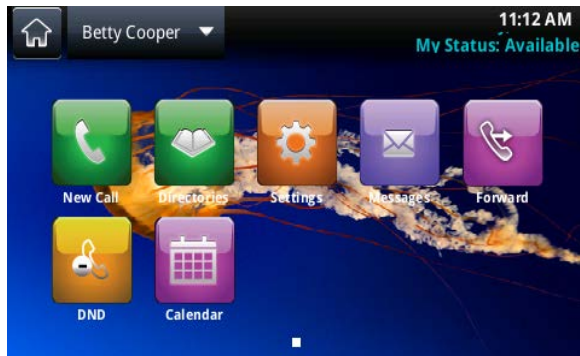 Betty Cooper
11:12 AM
My Status: Available
New Call
Directories
Settings
Messages
Forward
DND
Calendar